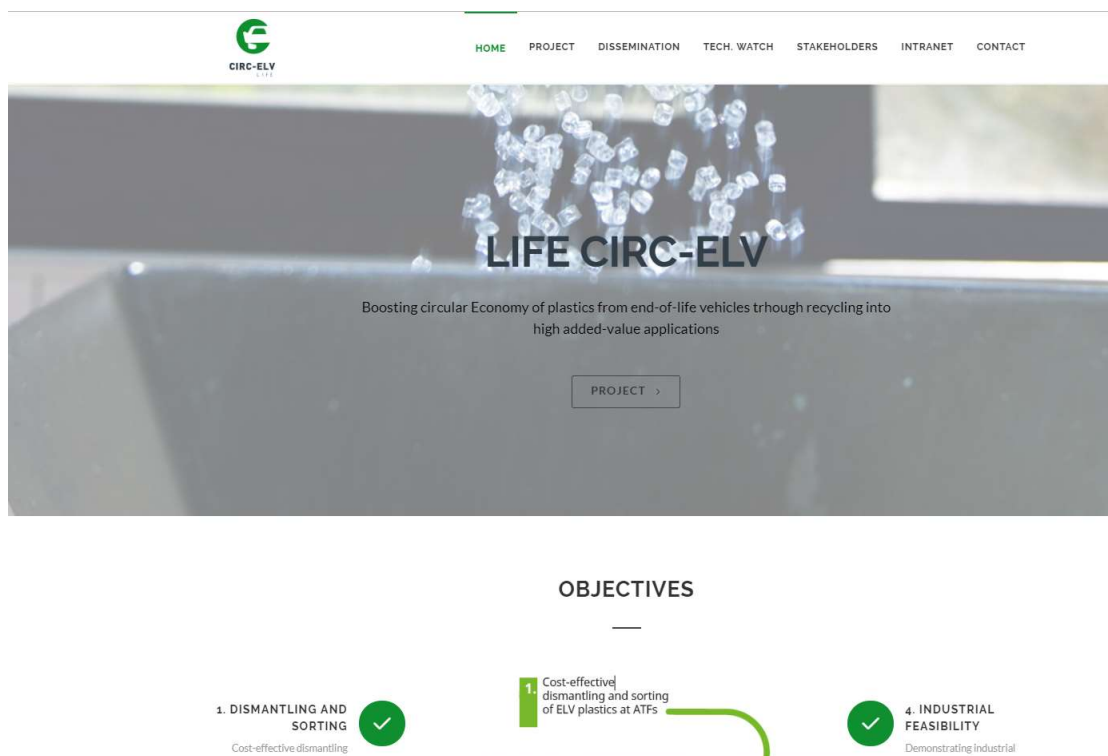 CIRC-ELV
LIFE
HOME PROJECT DISSEMINATION TECH. WATCH STAKEHOLDERS INTRANET CONTACT
LIFE CIRC-ELV
Boosting circular Economy of plastics from end-of-life vehicles trhough recycling into
high added-value applications
PROJECT >
OBJECTIVES
1. DISMANTLING AND
SORTING
Cost-effective dismantling
1.
Cost-effective
dismantling and sorting
of ELV plastics at ATFs
4. INDUSTRIAL
FEASIBILITY
Demonstrating industrial